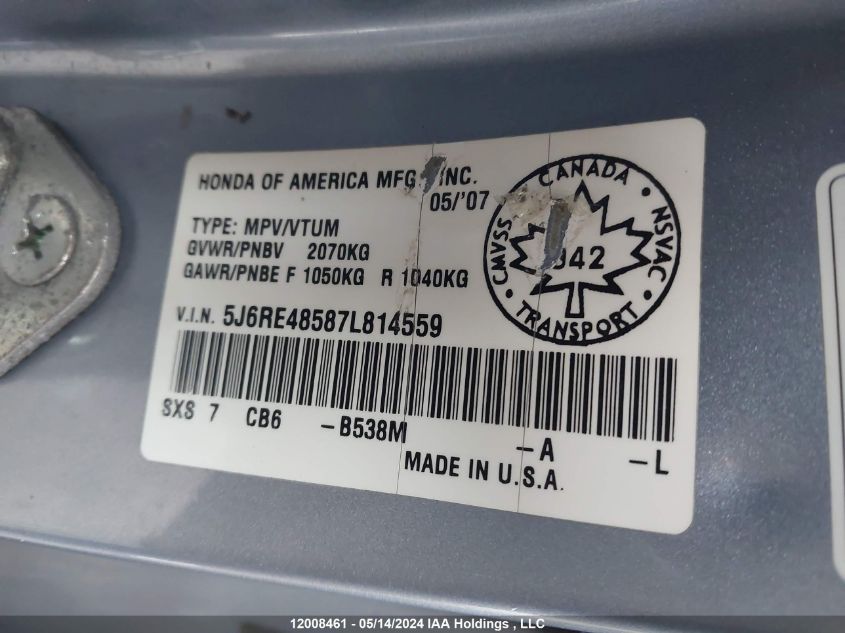 HONDA OF AMERICA MFG. INC.
05/'07
TYPE: MPV/VTUM
GVWR/PNBV 2070KG
GAWR/PNBE F 1050KG R 1040KG
V.I.N. 5J6RE48587L814559
SXS 7 CB6 -B538M -A -L
MADE IN U.S.A.
CANADA
CMVSS NSVAC
942
TRANSPORT
12008461 - 05/14/2024 IAA Holdings , LLC